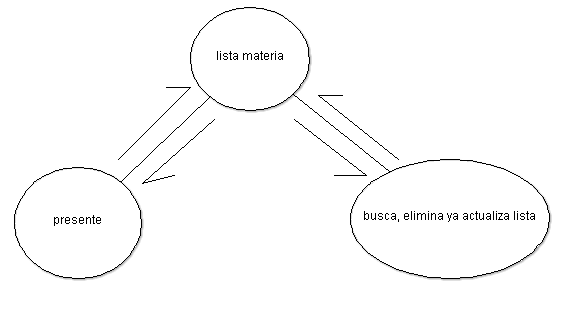 lista materia
presente
busca, elimina ya actualiza lista